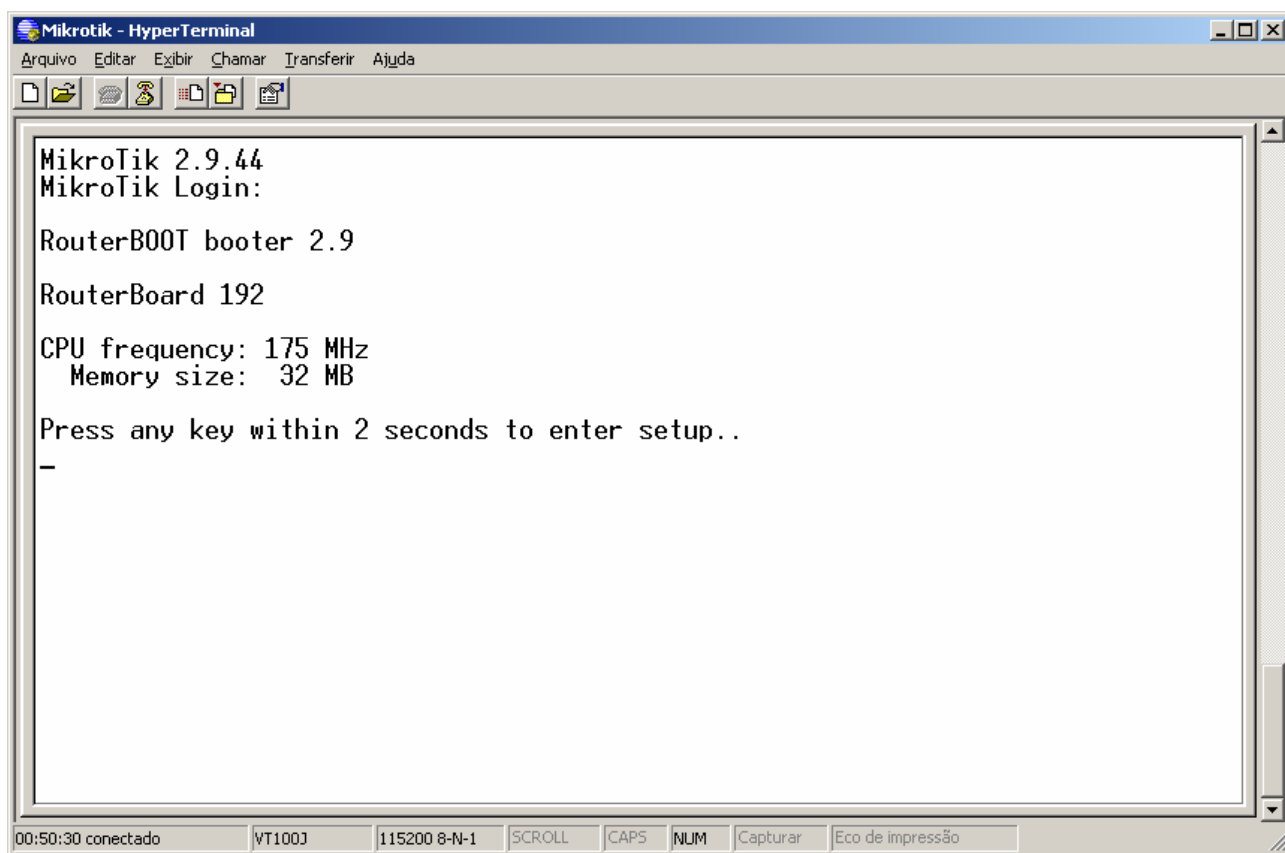 Mikrotik - HyperTerminal
Arquivo Editar Exibir Chamar Transferir Ajuda
MikroTik 2.9.44
MikroTik Login:
RouterBOOT booter 2.9
RouterBoard 192
CPU frequency: 175 MHz
Memory size: 32 MB
Press any key within 2 seconds to enter setup..
00:50:30 conectado VT100J 115200 8-N-1 SCROLL CAPS NUM Capturar Eco de impressão